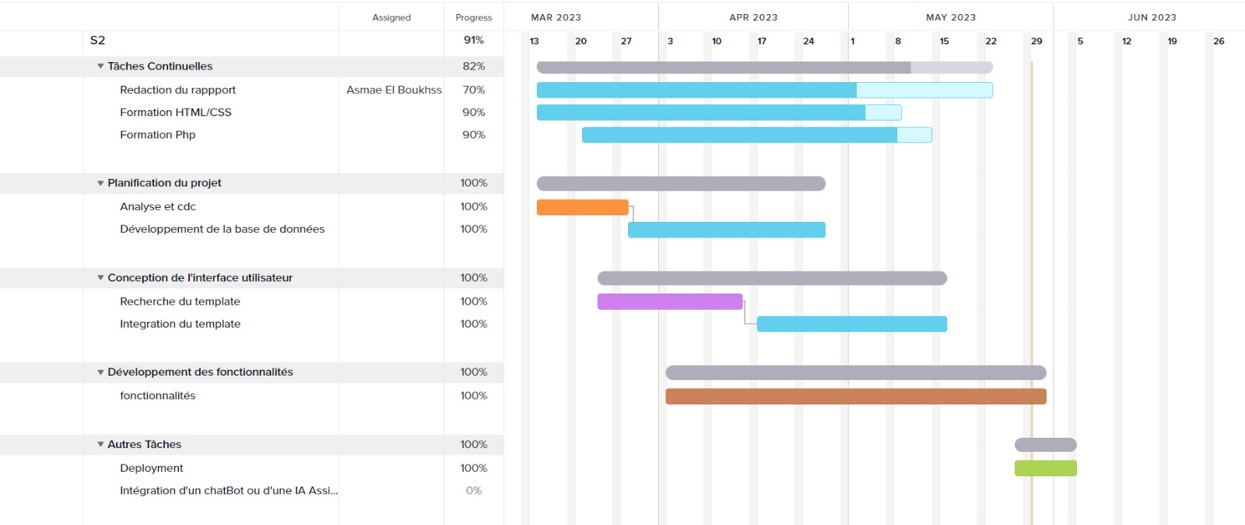 Assigned Progress MAR 2023 APR 2023 MAY 2023 JUN 2023
S2 91% 13 20 27 3 10 17 24 1 8 15 22 29 5 12 19 26
Tâches Continuelles 82%
Redaction du rappport Asmae El Boukhss 70%
Formation HTML/CSS 90%
Formation Php 90%
Planification du projet 100%
Analyse et cdc 100%
Développement de la base de données 100%
Conception de l'interface utilisateur 100%
Recherche du template 100%
Integration du template 100%
Développement des fonctionnalités 100%
fonctionnalités 100%
Autres Tâches 100%
Deployment 100%
Intégration d'un chatBot ou d'une IA Assi... 0%